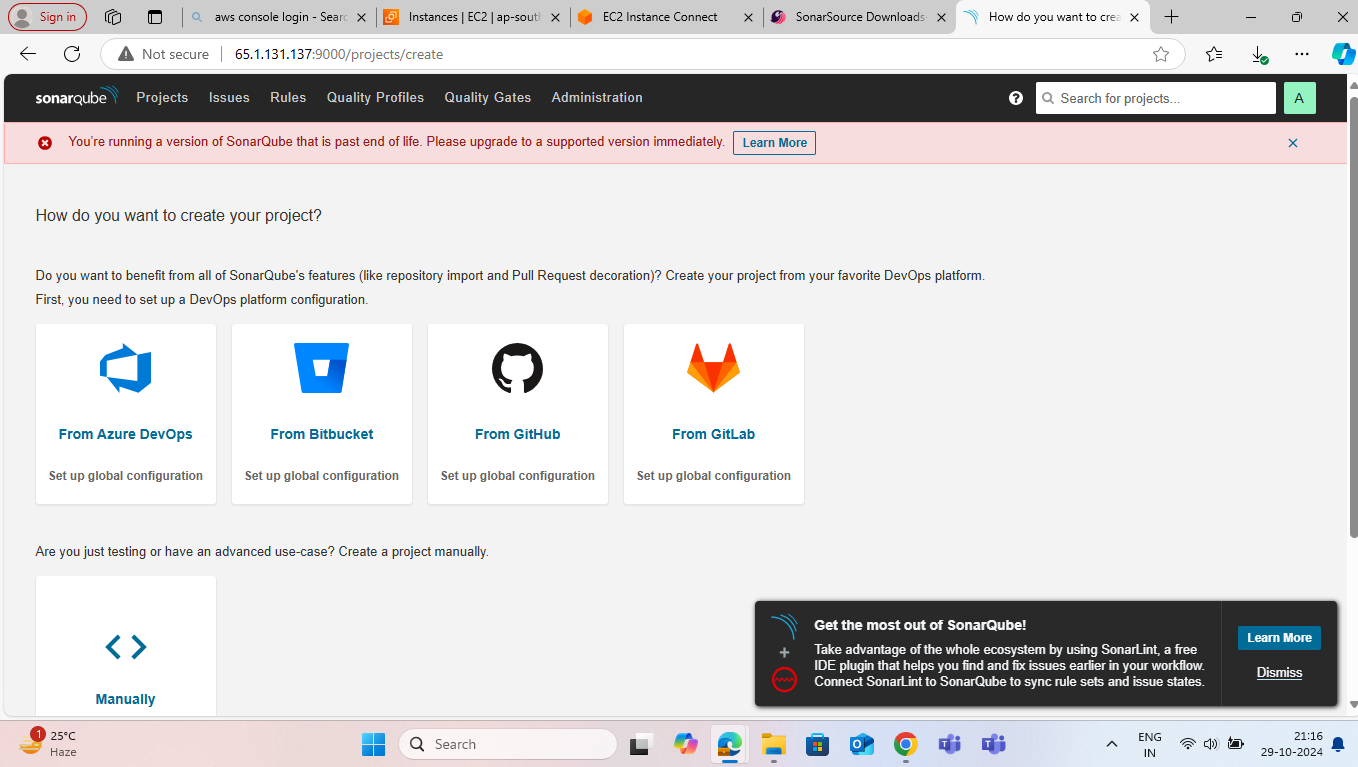 Sign in
aws console login - Searc
Instances | EC2 | ap-south
EC2 Instance Connect
SonarSource Downloads
How do you want to crea
Not secure
65.1.131.137:9000/projects/create
sonarqube
Projects
Issues
Rules
Quality Profiles
Quality Gates
Administration
?
Search for projects...
A
You're running a version of SonarQube that is past end of life. Please upgrade to a supported version immediately.
Learn More
How do you want to create your project?
Do you want to benefit from all of SonarQube's features (like repository import and Pull Request decoration)? Create your project from your favorite DevOps platform.
First, you need to set up a DevOps platform configuration.
From Azure DevOps
From Bitbucket
From GitHub
From GitLab
Set up global configuration
Set up global configuration
Set up global configuration
Set up global configuration
Are you just testing or have an advanced use-case? Create a project manually.
Manually
Get the most out of SonarQube!
Take advantage of the whole ecosystem by using SonarLint, a free
IDE plugin that helps you find and fix issues earlier in your workflow.
Connect SonarLint to SonarQube to sync rule sets and issue states.
Learn More
Dismiss
1
25°C
Haze
Search
ENG
IN
21:16
29-10-2024